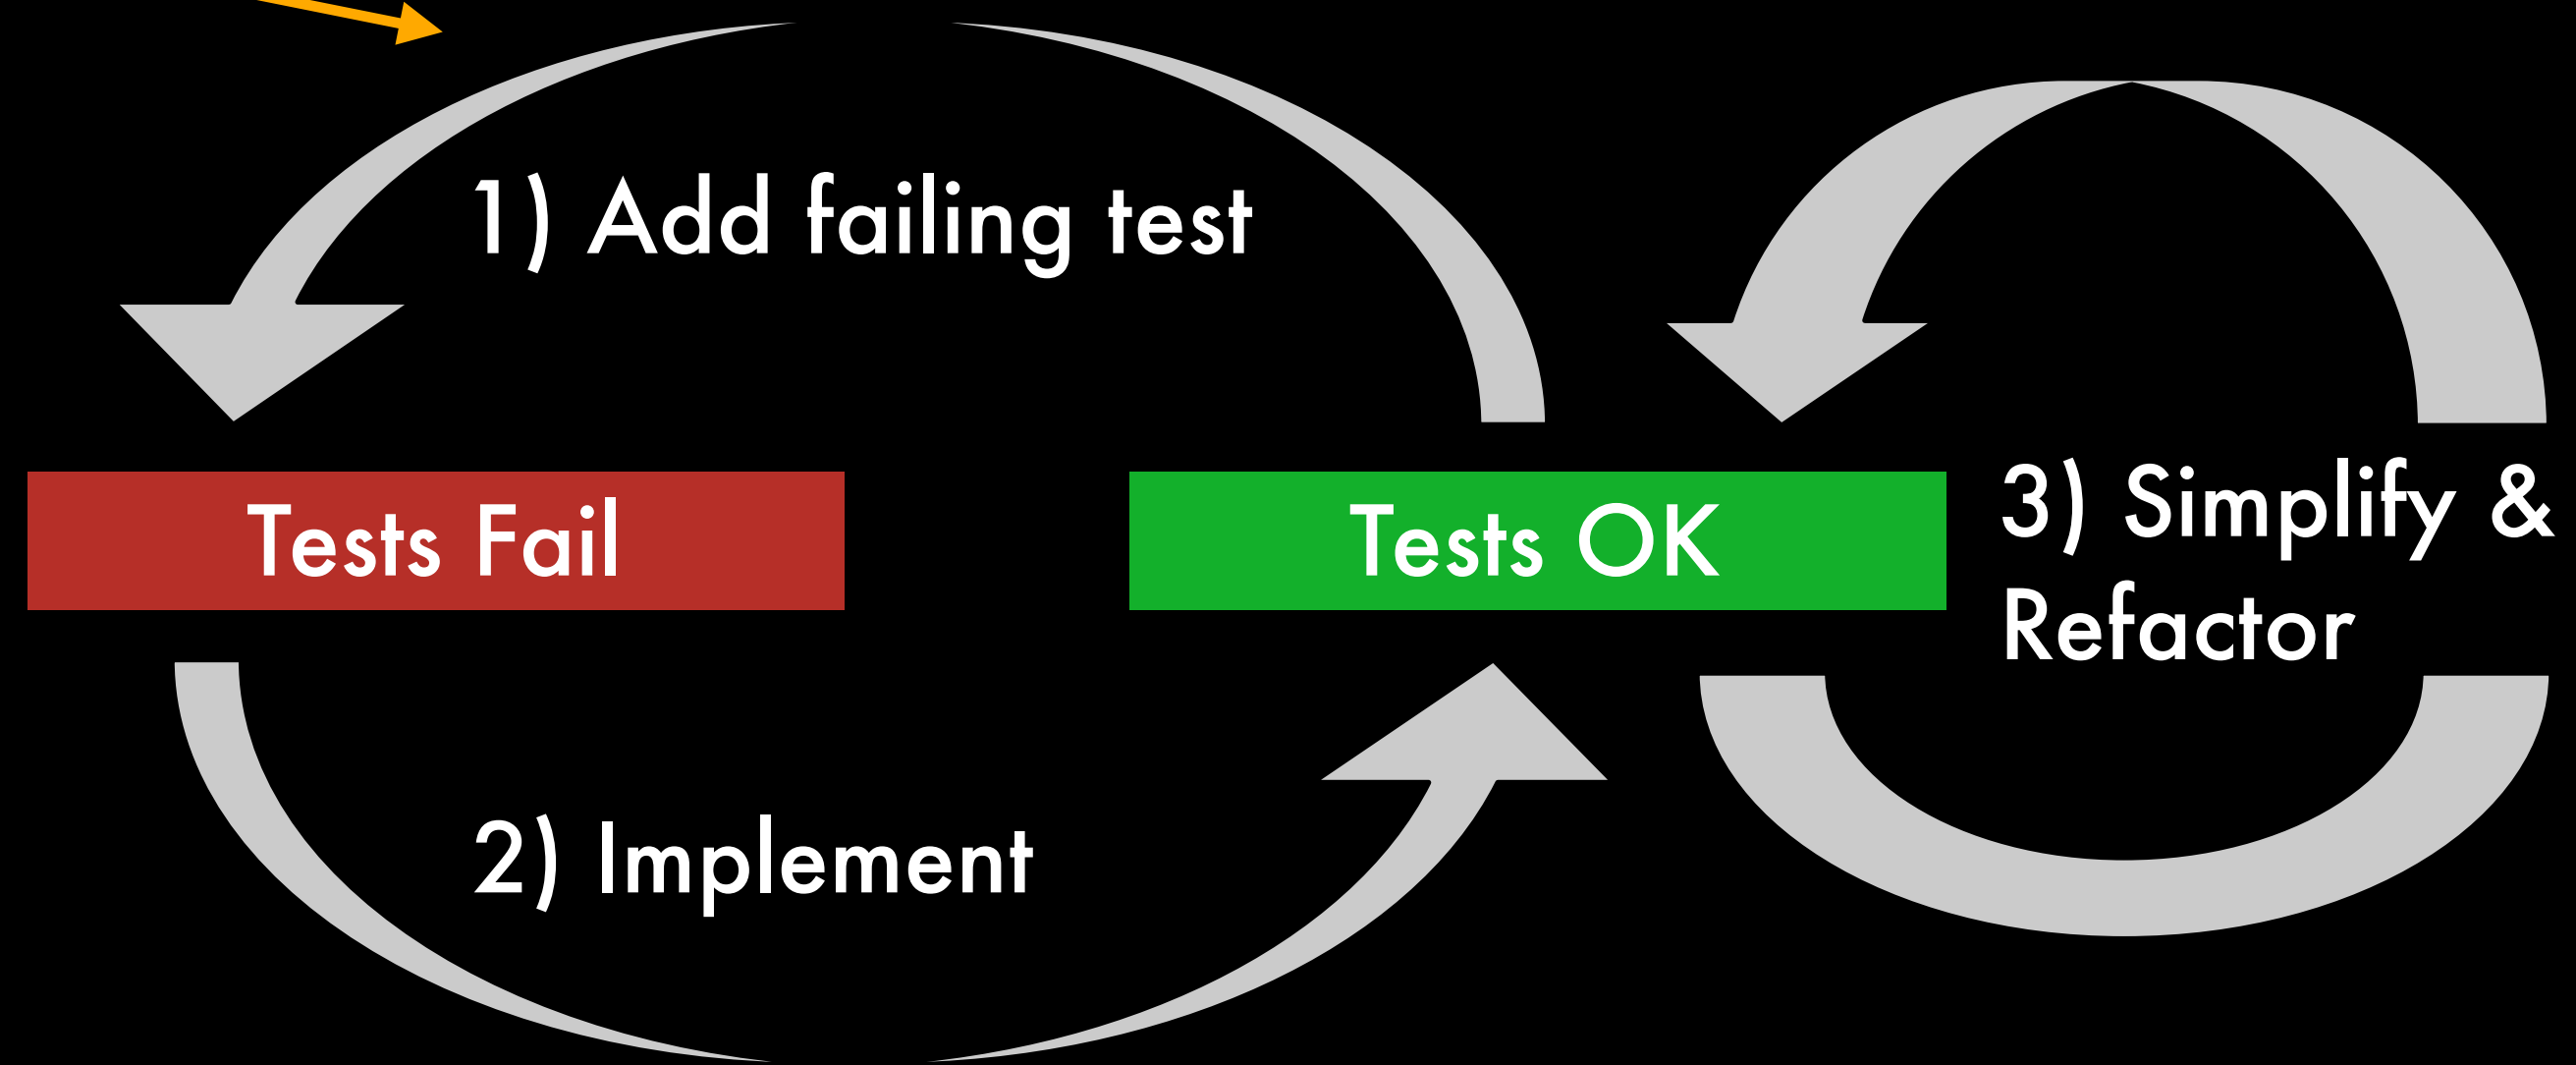 1) Add failing test
Tests Fail
Tests OK
3) Simplify &
Refactor
2) Implement